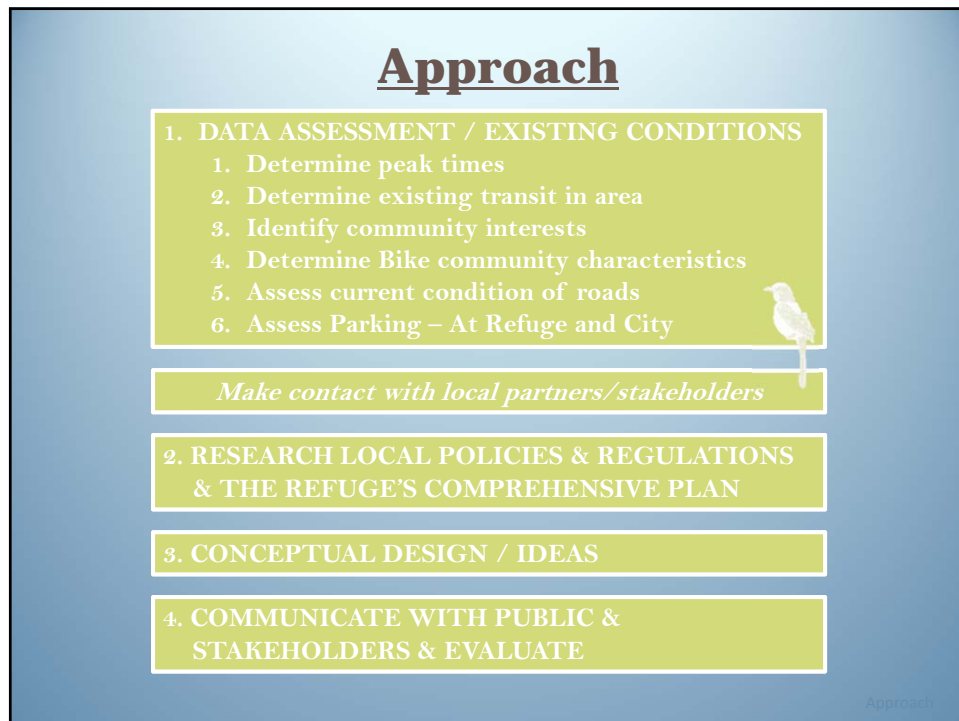 Approach
1. DATA ASSESSMENT / EXISTING CONDITIONS
1. Determine peak times
2. Determine existing transit in area
3. Identify community interests
4. Determine Bike community characteristics
5. Assess current condition of roads
6. Assess Parking – At Refuge and City
Make contact with local partners/stakeholders
2. RESEARCH LOCAL POLICIES & REGULATIONS
& THE REFUGE'S COMPREHENSIVE PLAN
3. CONCEPTUAL DESIGN / IDEAS
4. COMMUNICATE WITH PUBLIC &
STAKEHOLDERS & EVALUATE
Approach